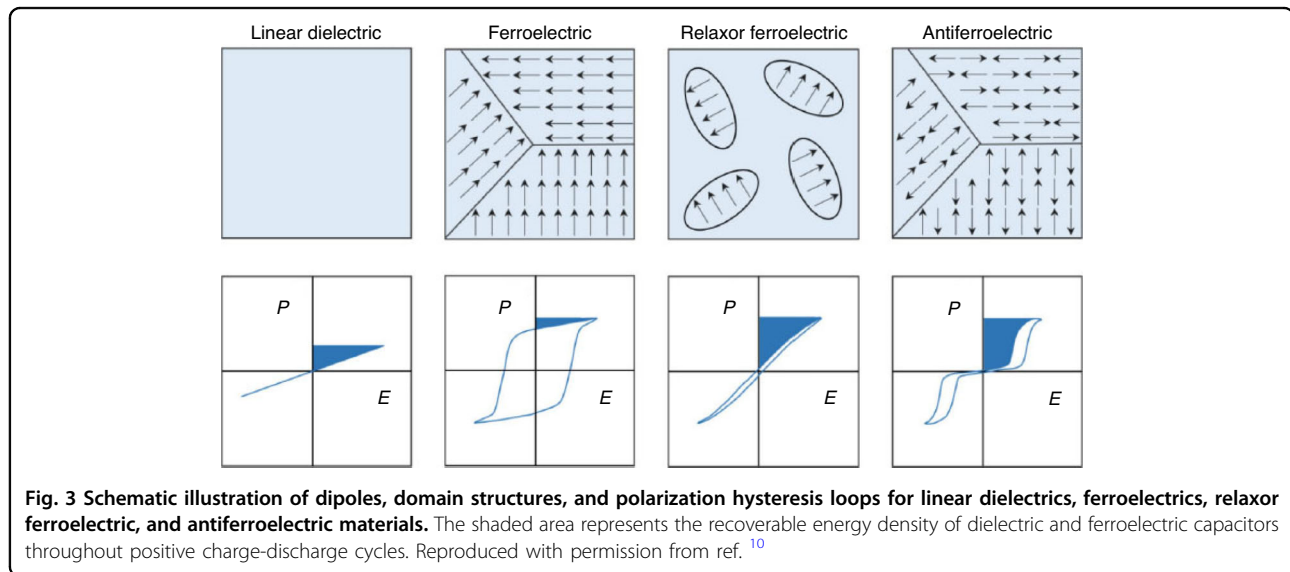 Linear dielectric
Ferroelectric
Relaxor ferroelectric
Antiferroelectric
P
E
P
E
P
E
P
E
Fig. 3 Schematic illustration of dipoles, domain structures, and polarization hysteresis loops for linear dielectrics, ferroelectrics, relaxor
ferroelectric, and antiferroelectric materials. The shaded area represents the recoverable energy density of dielectric and ferroelectric capacitors
throughout positive charge-discharge cycles. Reproduced with permission from ref. 10